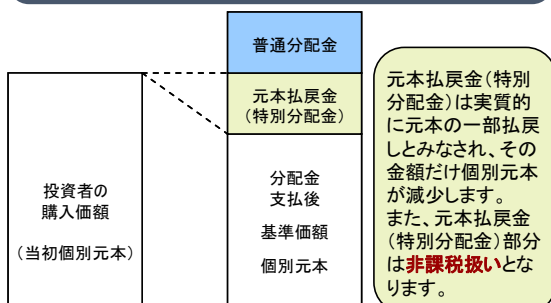 普通分配金
元本払戻金
(特別分配金)
投資者の
購入価額
(当初個別元本)
分配金
支払後
基準価額
個別元本
元本払戻金(特別
分配金)は実質的
に元本の一部払戻
しとみなされ、その
金額だけ個別元本
が減少します。
また、元本払戻金
(特別分配金)部分
は非課税扱いとな
ります。